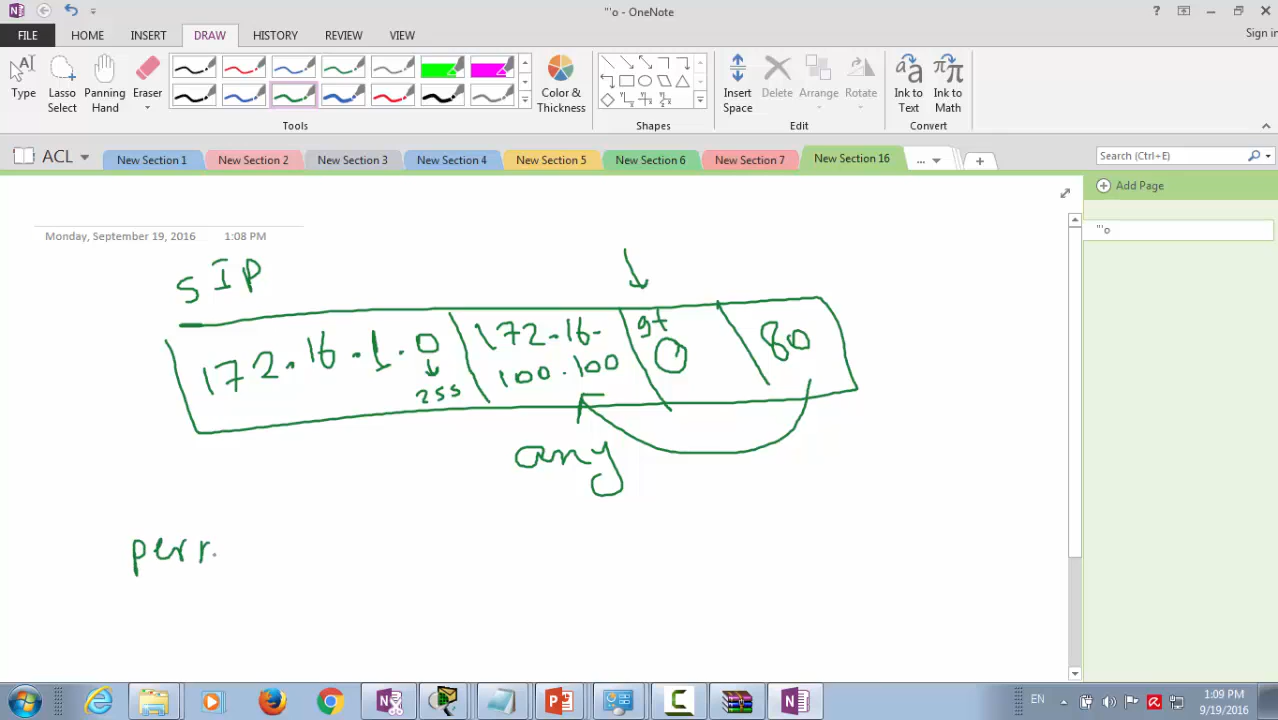 "'o - OneNote
?
FILE
HOME
INSERT
DRAW
HISTORY
REVIEW
VIEW
Sign in
Type
Lasso
Select
Panning
Hand
Eraser
Color &
Thickness
Insert
Space
Delete
Arrange
Rotate
Ink to
Text
Ink to
Math
Tools
Shapes
Edit
Convert
ACL
New Section 1
New Section 2
New Section 3
New Section 4
New Section 5
New Section 6
New Section 7
New Section 16
...
Search (Ctrl+E)
Add Page
"'o
Monday, September 19, 2016 1:08 PM
SIP
172.16.1.0
255
172.16.
100.100
gt
0
80
any
perr
EN
1:09 PM
9/19/2016